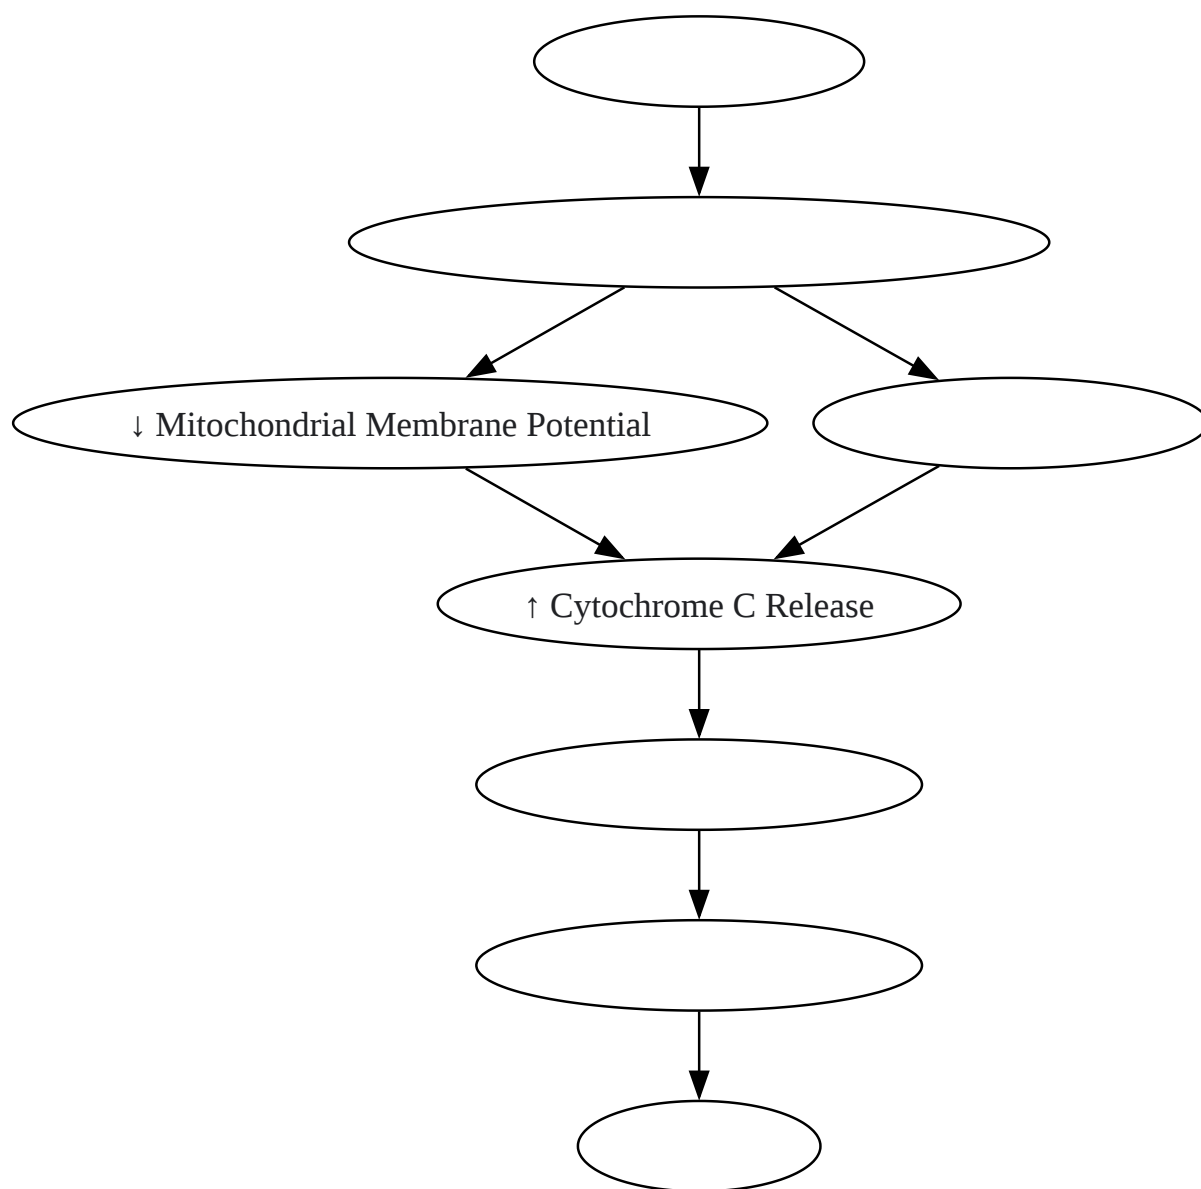 ↓ Mitochondrial Membrane Potential
↑ Cytochrome C Release